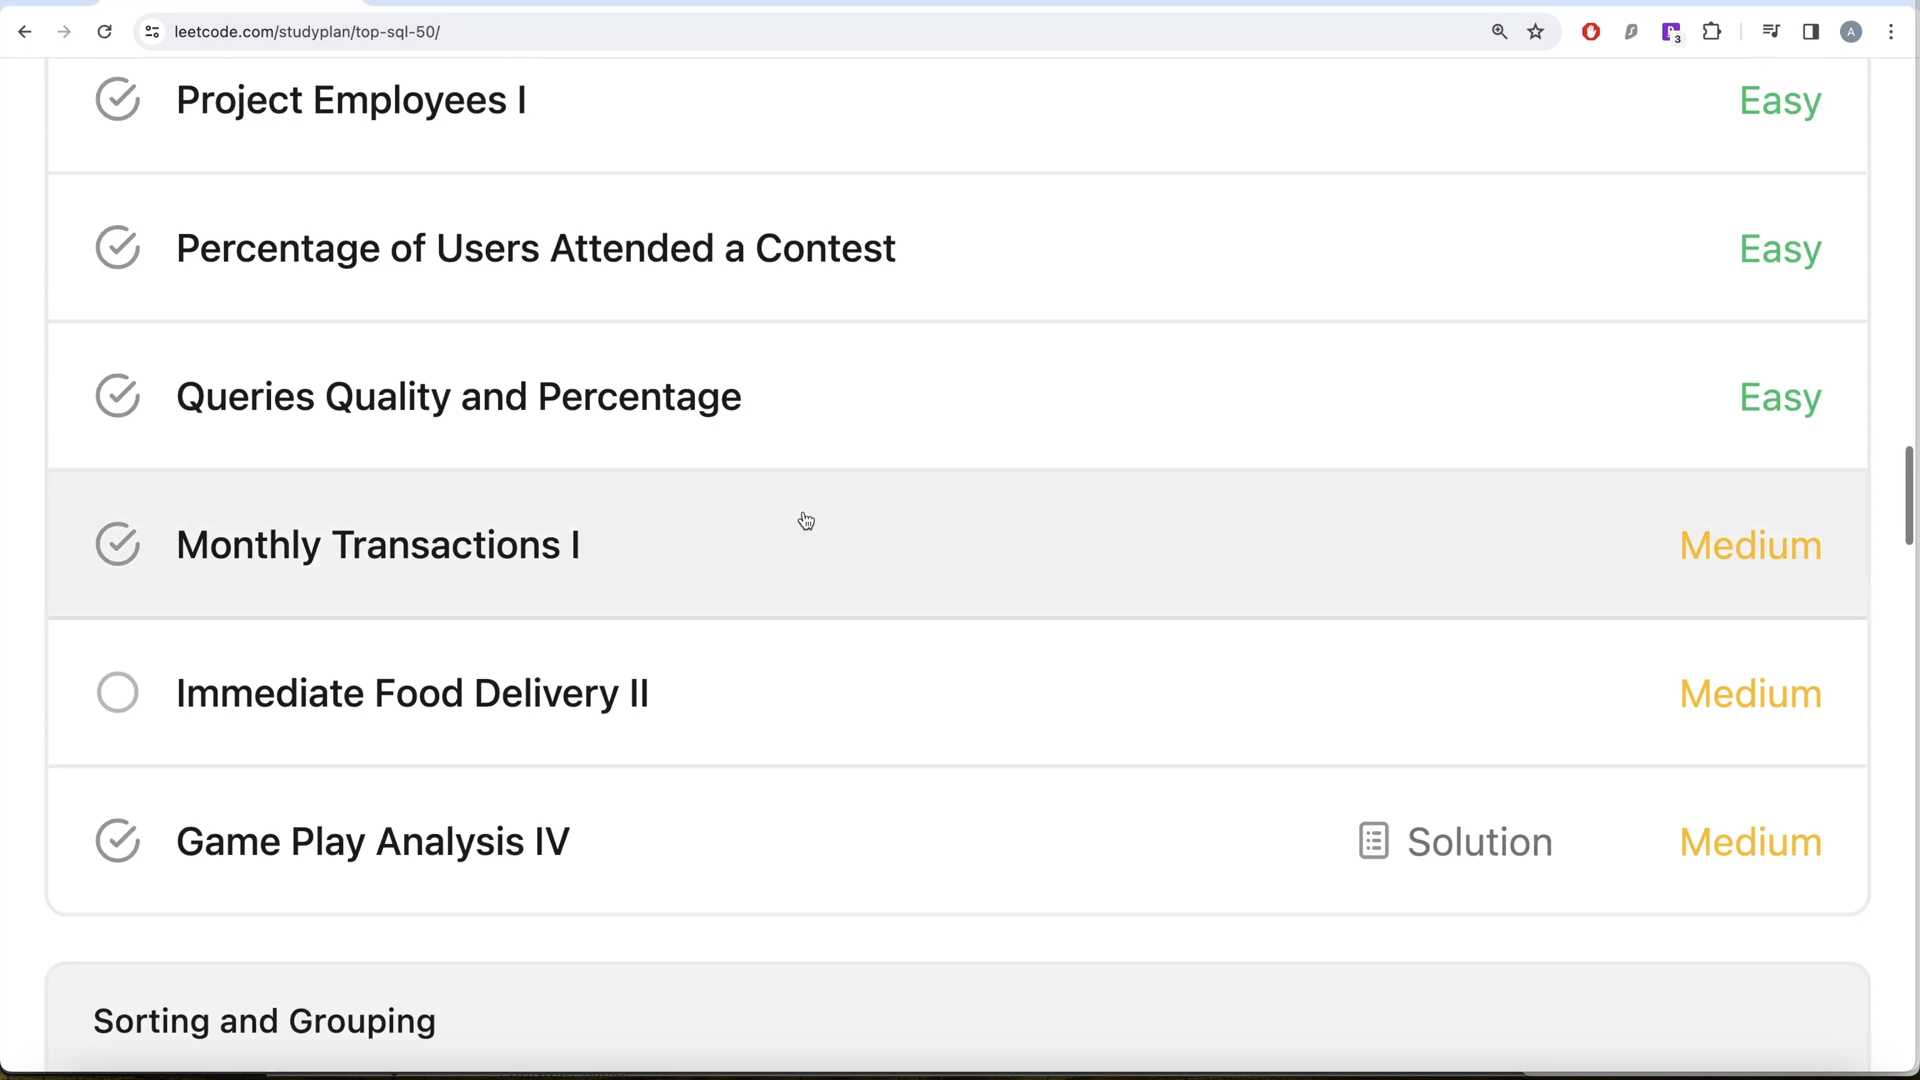 leetcode.com/studyplan/top-sql-50/
3
A
Project Employees I
Easy
Percentage of Users Attended a Contest
Easy
Queries Quality and Percentage
Easy
Monthly Transactions I
Medium
Immediate Food Delivery II
Medium
Game Play Analysis IV
Solution
Medium
Sorting and Grouping